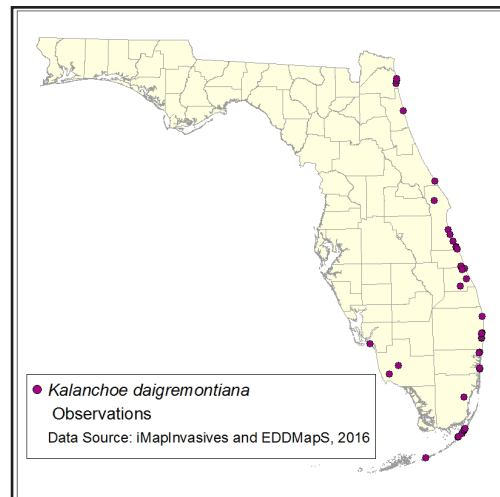 Kalanchoe daigremontiana
Observations
Data Source: iMapInvasives and EDDMapS, 2016